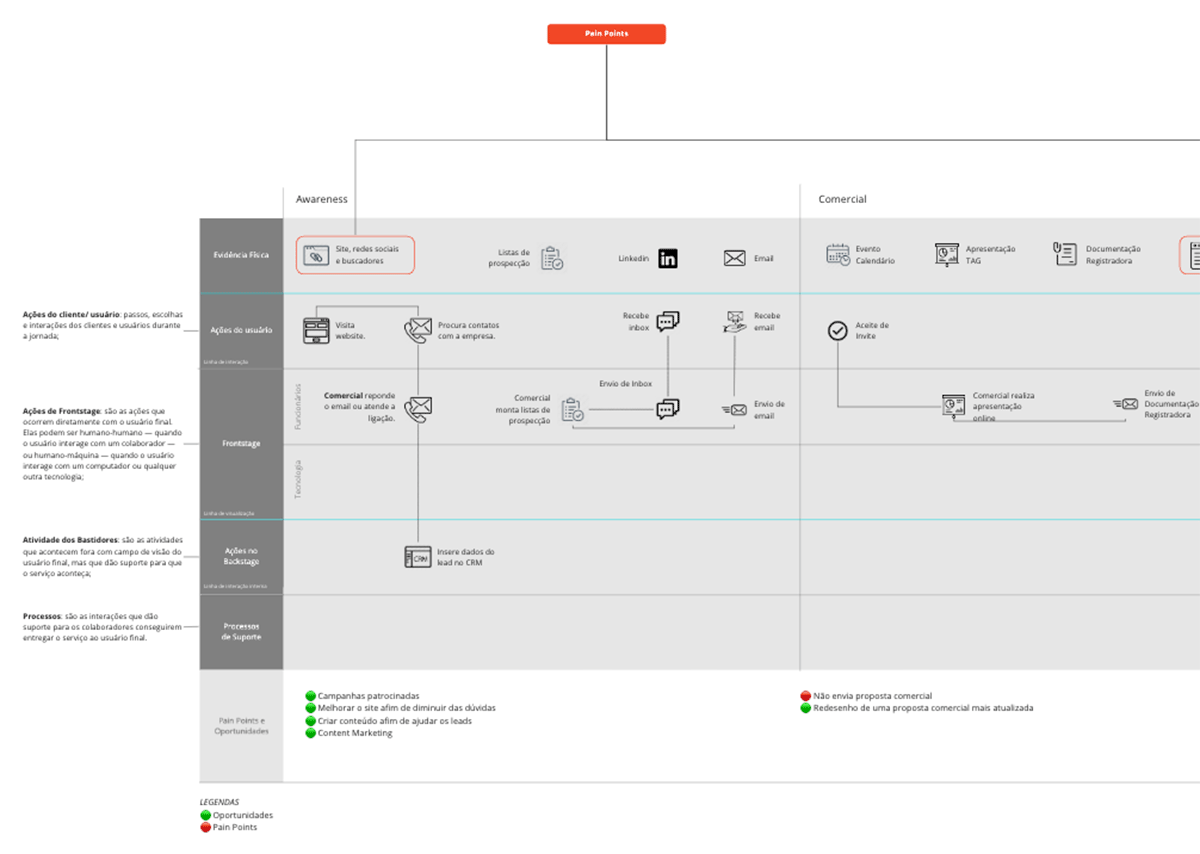 Pain Points
Awareness
Comercial
Evidência Física
Site, redes sociais
e buscadores
Listas de
prospecção
Linkedin
in
Email
Evento
Calendário
Apresentação
TAG
Documentação
Registradora
Ações do cliente/ usuário: passos, escolhas
e interações dos clientes e usuários durante
a jornada;
Ações do usuário
Linha de interação
Visita
website.
Procura contatos
com a empresa.
Recebe
inbox
Recebe
email
Aceite de
Invite
Ações de Frontstage: são as ações que
ocorrem diretamente com o usuário final.
Elas podem ser humano-humano — quando
o usuário interage com um colaborador —
ou humano-máquina — quando o usuário
interage com um computador ou qualquer
outra tecnologia;
Frontstage
Linha de visualização
Funcionários
Comercial reponde
o email ou atende a
ligação.
Comercial
monta listas de
prospecção
Envio de Inbox
Envio de
email
Comercial realiza
apresentação
online
Envio de
Documentação
Registradora
Tecnologia
Atividade dos Bastidores: são as atividades
que acontecem fora com campo de visão do
usuário final, mas que dão suporte para que
o serviço aconteça;
Ações no
Backstage
Linha de interação interna
CRM
Insere dados do
lead no CRM
Processos: são as interações que dão
suporte para os colaboradores conseguirem
entregar o serviço ao usuário final.
Processos
de Suporte
Pain Points e
Oportunidades
Campanhas patrocinadas
Melhorar o site afim de diminuir das dúvidas
Criar conteúdo afim de ajudar os leads
Content Marketing
Não envia proposta comercial
Redesenho de uma proposta comercial mais atualizada
LEGENDAS
Oportunidades
Pain Points